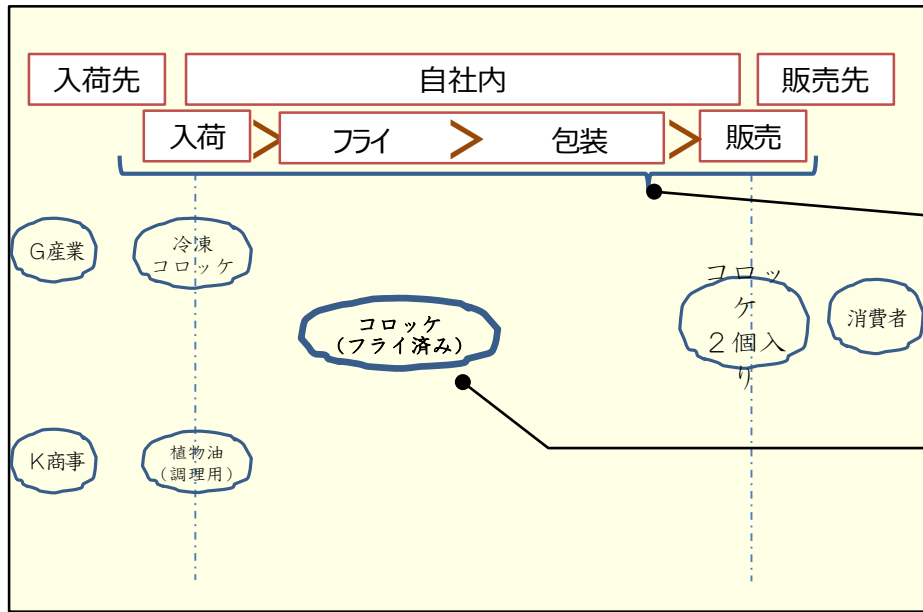 入荷先
自社内
販売先
入荷
フライ
包装
販売
G産業
冷凍
コロッケ
コロッ
ケ
2個入
り
消費者
コロッケ
(フライ済み)
K商事
植物油
(調理用)